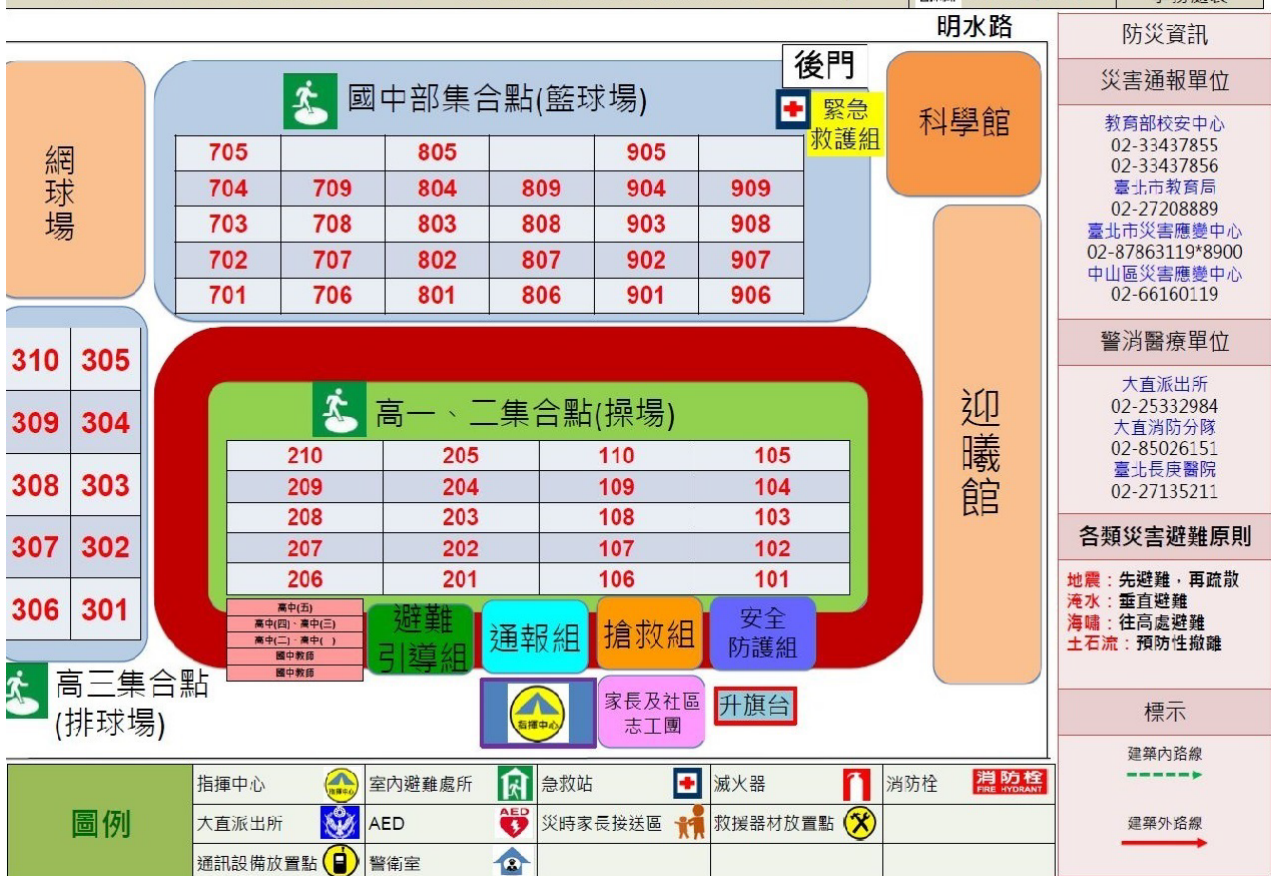 明水路
後門
緊急
救護組
科學館
國中部集合點(籃球場)
705 805 905
704 709 804 809 904 909
703 708 803 808 903 908
702 707 802 807 902 907
701 706 801 806 901 906
網球場
310 305
309 304
308 303
307 302
306 301
高三集合點
(排球場)
高一、二集合點(操場)
210 205 110 105
209 204 109 104
208 203 108 103
207 202 107 102
206 201 106 101
高中(五)
高中(四)、高中(三)
高中(二)、高中( )
國中教師
國中教師
避難
引導組
通報組
搶救組
安全
防護組
指揮中心
家長及社區
志工團
升旗台
迎曦館
防災資訊
災害通報單位
教育部校安中心
02-33437855
02-33437856
臺北市教育局
02-27208889
臺北市災害應變中心
02-87863119*8900
中山區災害應變中心
02-66160119
警消醫療單位
大直派出所
02-25332984
大直消防分隊
02-85026151
臺北長庚醫院
02-27135211
各類災害避難原則
地震：先避難，再疏散
淹水：垂直避難
海嘯：往高處避難
土石流：預防性撤離
標示
建築內路線
建築外路線
圖例
指揮中心 指揮中心 室內避難處所 急救站 滅火器 消防栓 消防栓
FIRE HYDRANT
大直派出所 AED AED 災時家長接送區 救援器材放置點
通訊設備放置點 警衛室